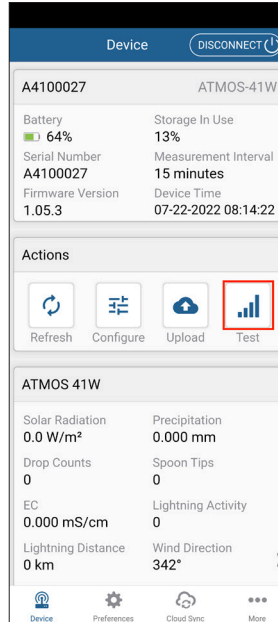 Device
DISCONNECT
A4100027 ATMOS-41W
Battery Storage In Use
64% 13%
Serial Number Measurement Interval
A4100027 15 minutes
Firmware Version Device Time
1.05.3 07-22-2022 08:14:22
Actions
Refresh Configure Upload Test
ATMOS 41W
Solar Radiation Precipitation
0.0 W/m² 0.000 mm
Drop Counts Spoon Tips
0 0
EC Lightning Activity
0.000 mS/cm 0
Lightning Distance Wind Direction
0 km 342°
Device Preferences Cloud Sync More